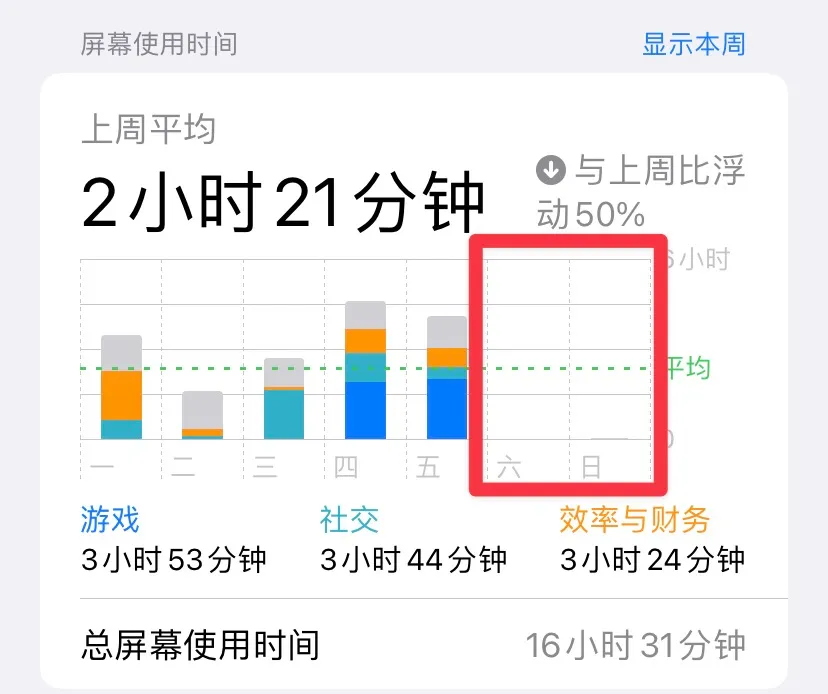 屏幕使用时间 显示本周
上周平均
2小时21分钟
与上周比浮
动50%
6小时
平均
0
一 二 三 四 五 六 日
游戏 社交 效率与财务
3小时53分钟 3小时44分钟 3小时24分钟
总屏幕使用时间 16小时31分钟